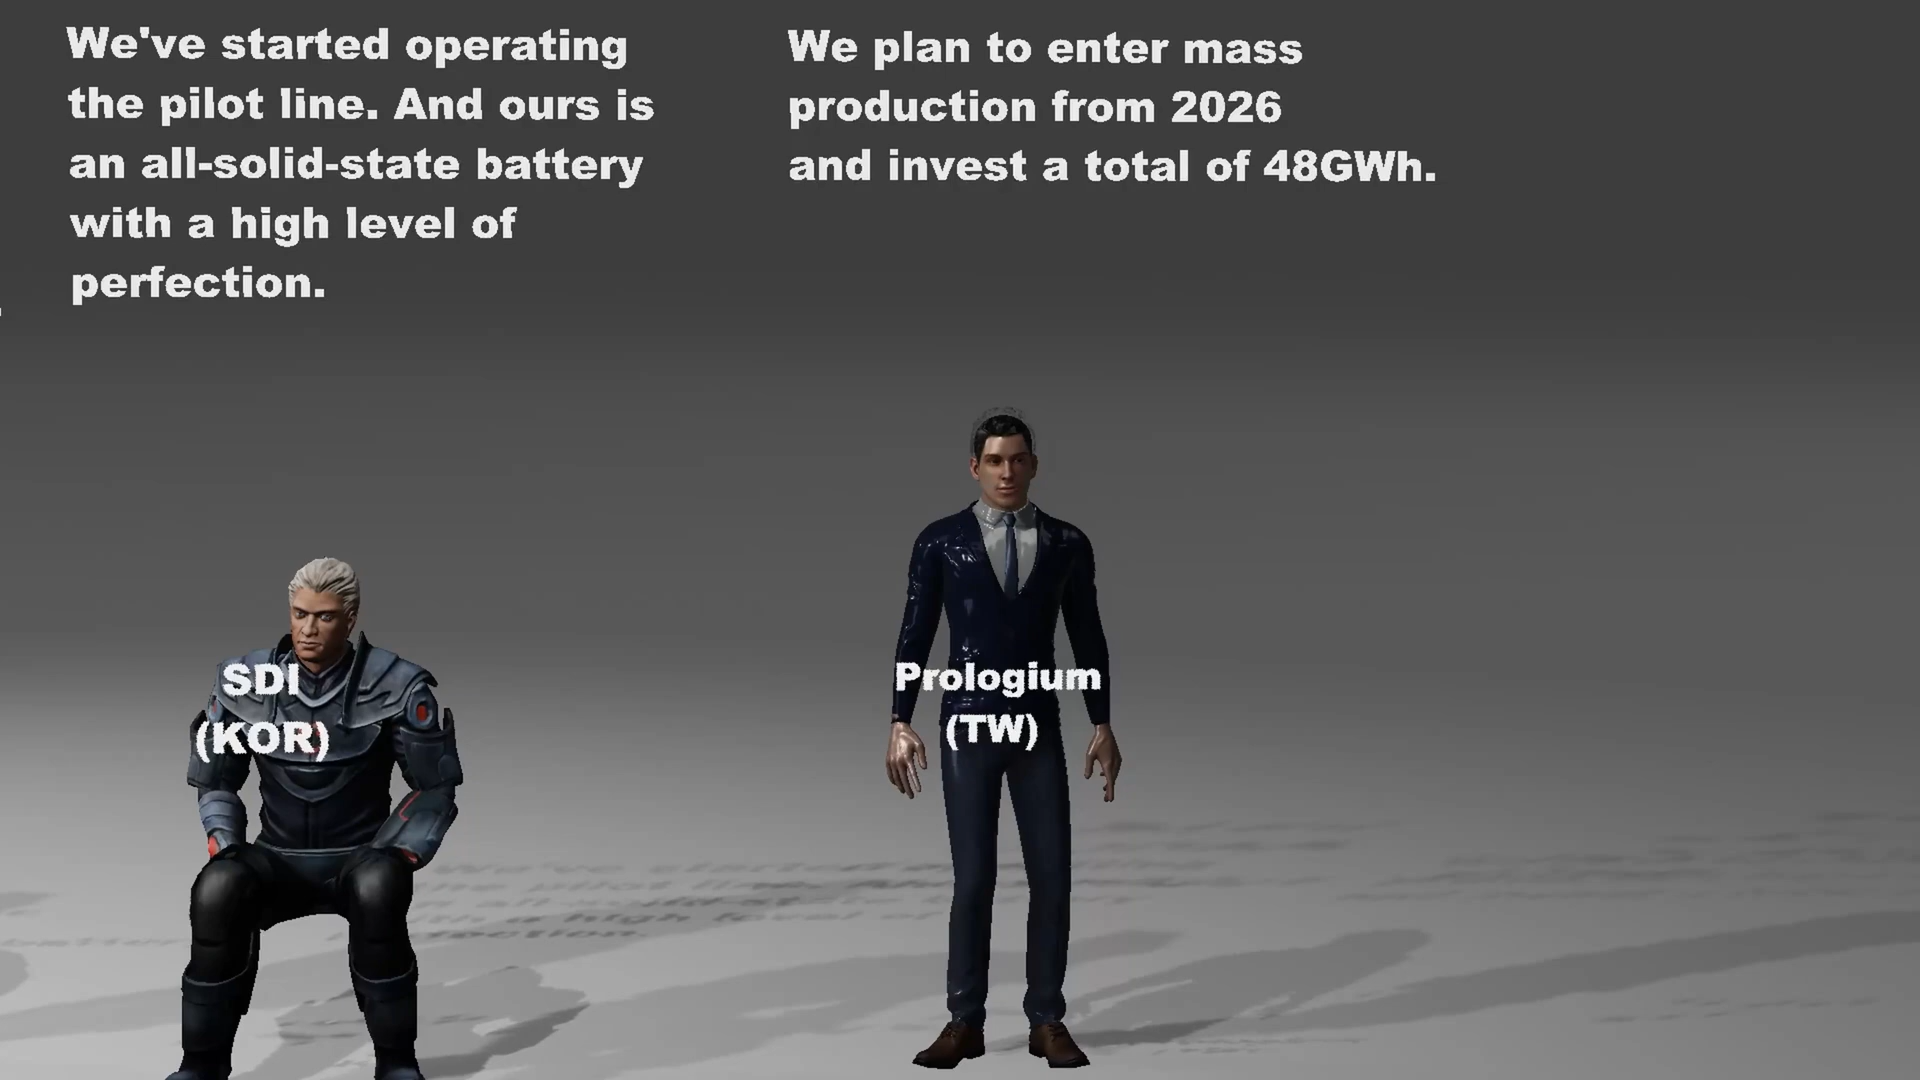 We've started operating
the pilot line. And ours is
an all-solid-state battery
with a high level of
perfection.
We plan to enter mass
production from 2026
and invest a total of 48GWh.
SDI
(KOR)
Prologium
(TW)